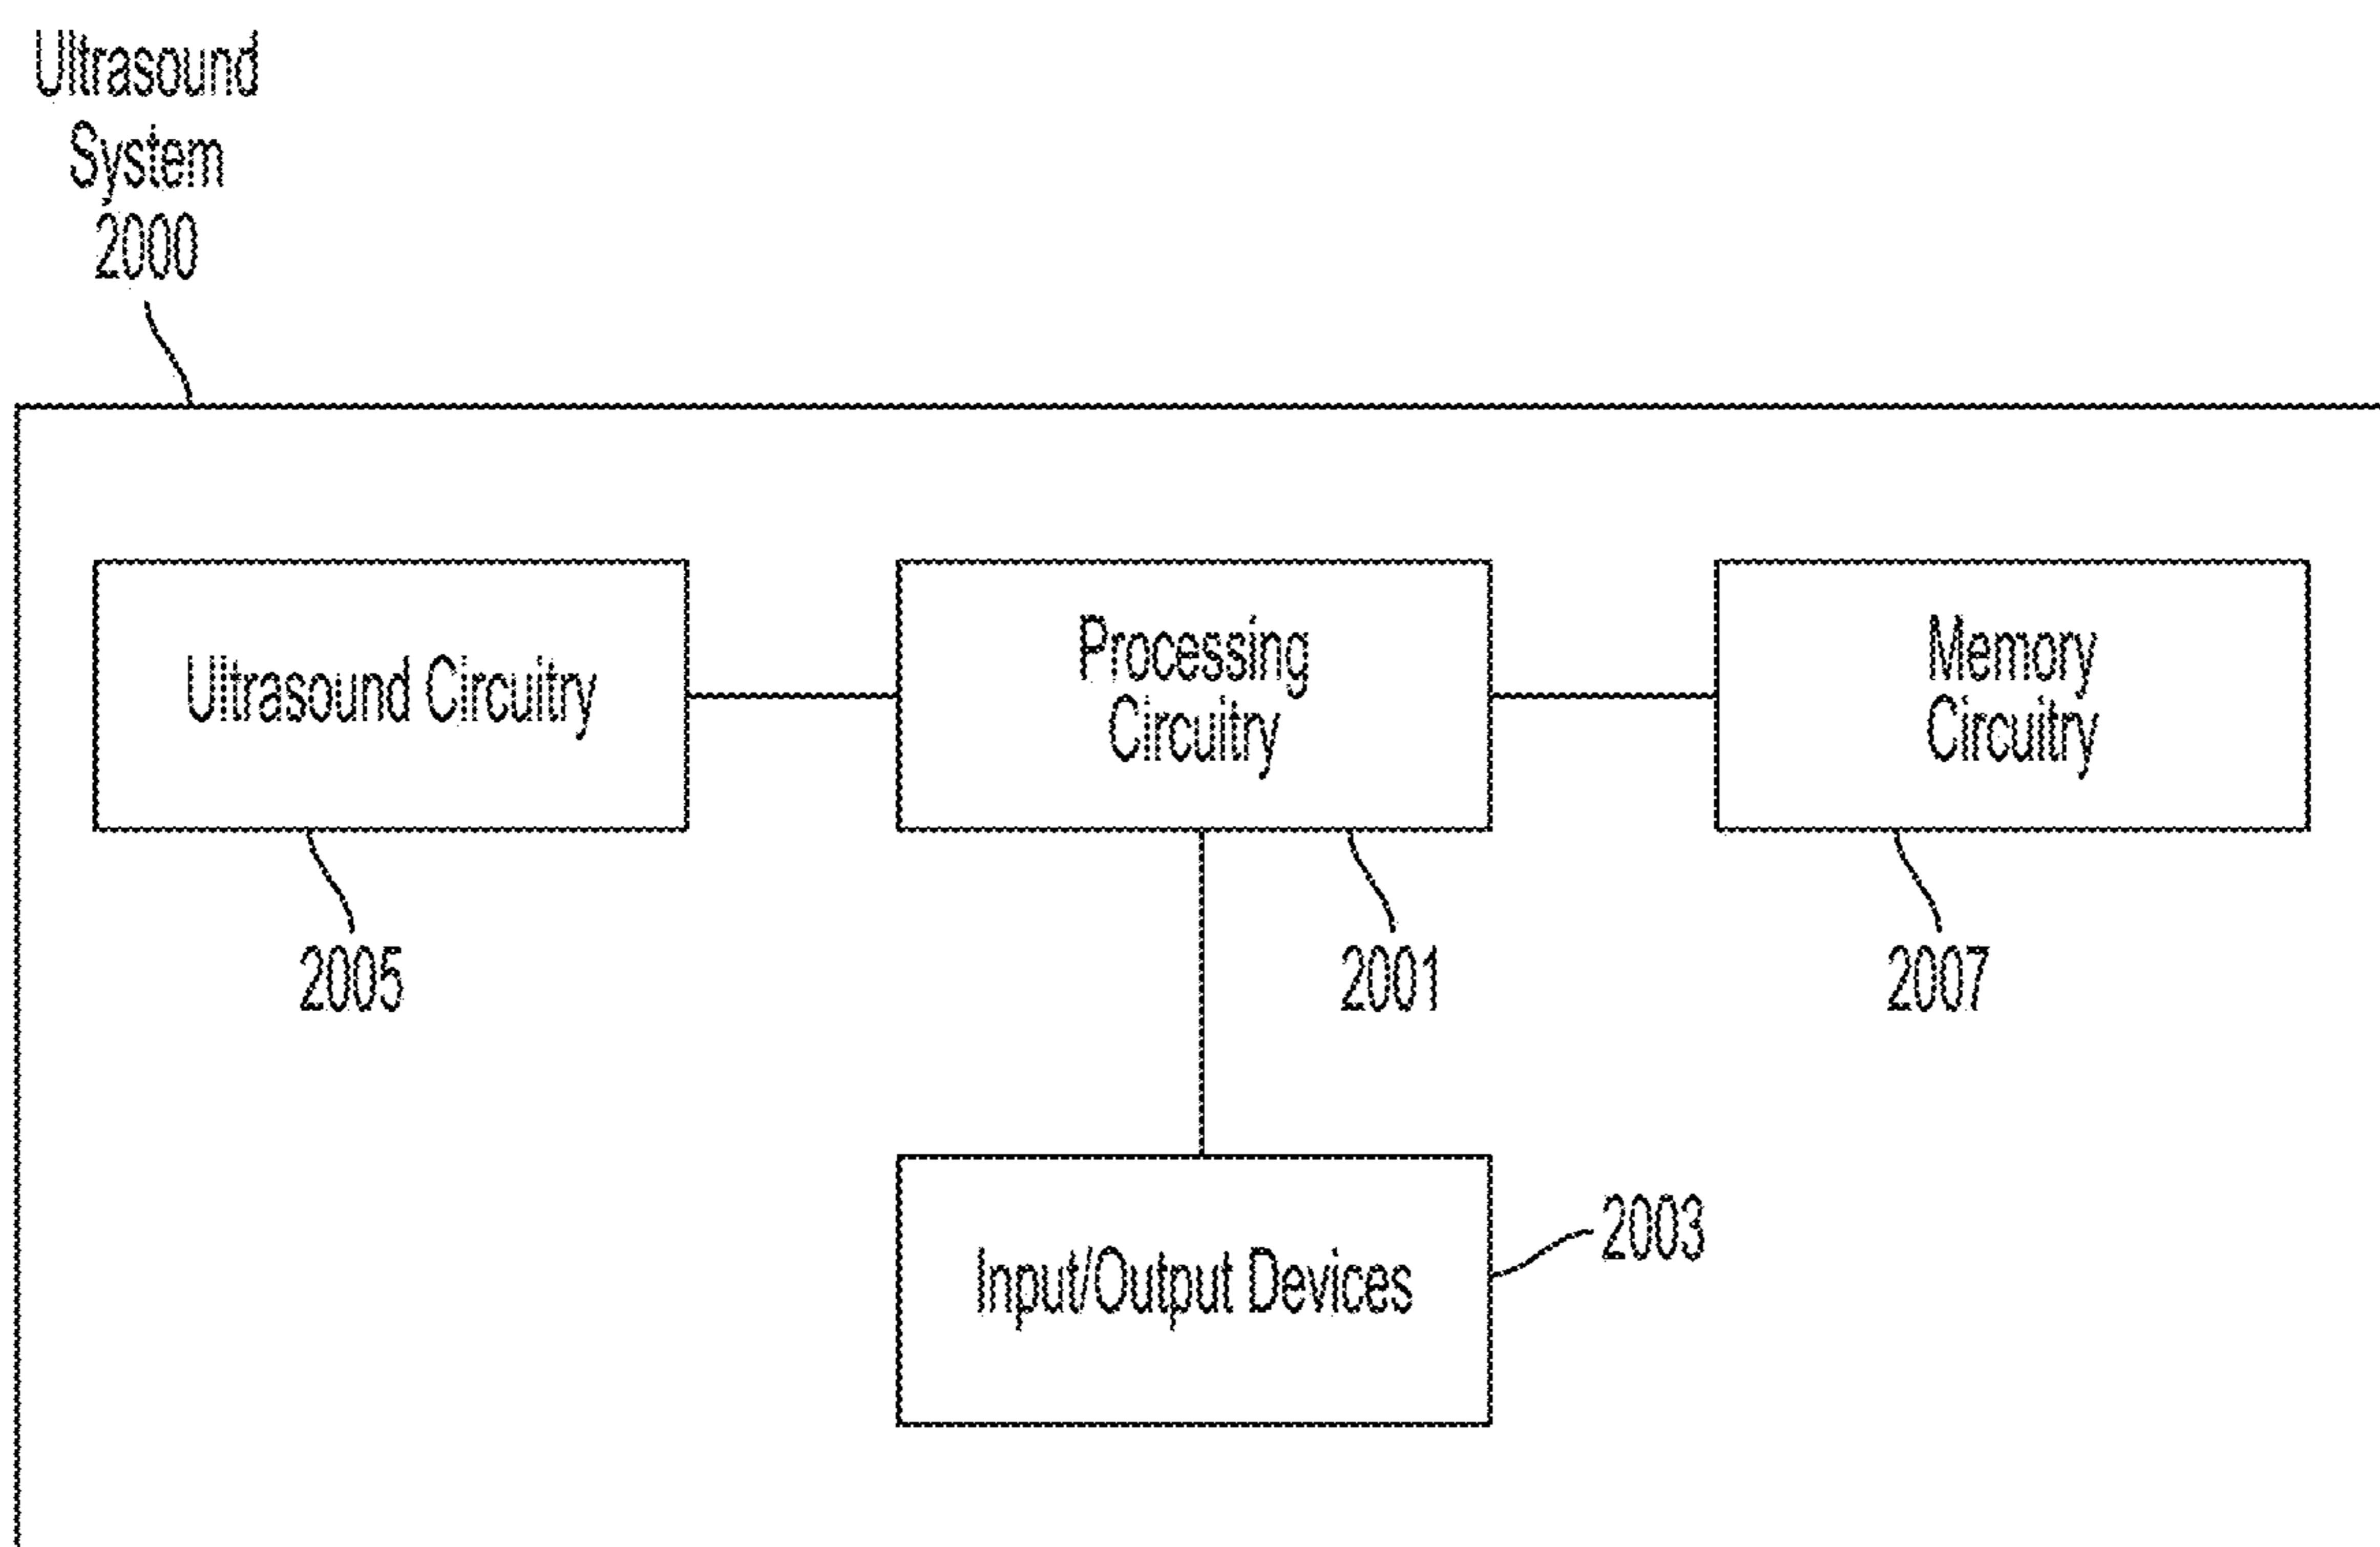 Ultrasound
System
2000
Ultrasound Circuitry
Processing
Circuitry
Memory
Circuitry
2005
2001
2007
Input/Output Devices
2003